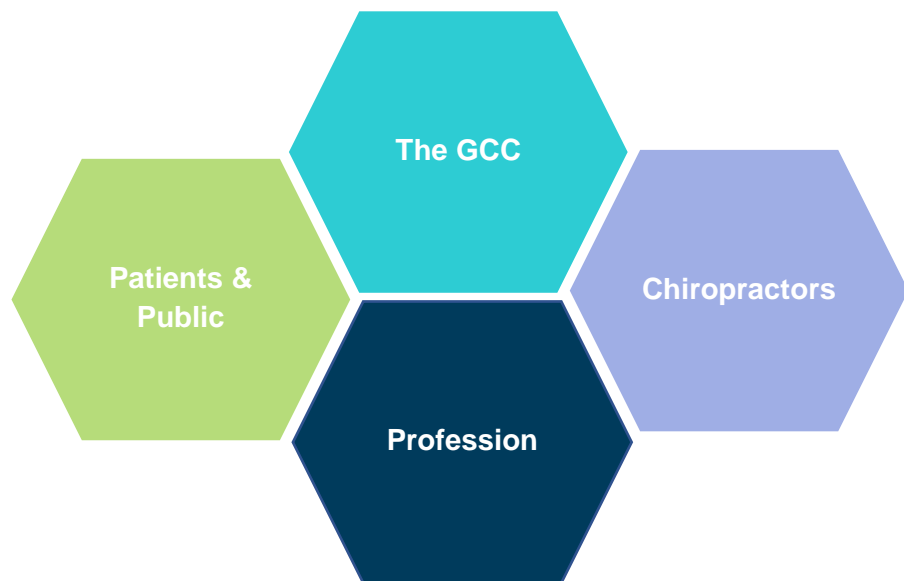 The GCC
Patients &
Public
Chiropractors
Profession